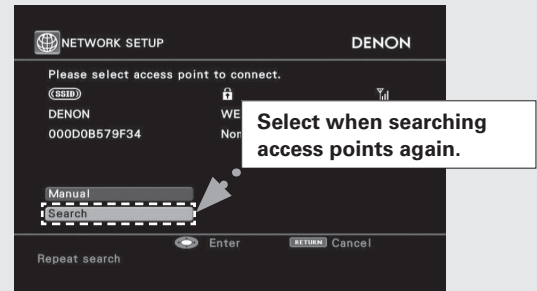 NETWORK SETUP DENON
Please select access point to connect.
(SSID)
DENON WE
000D0B579F34 Non
Select when searching
access points again.
Manual
Search
Enter RETURN Cancel
Repeat search